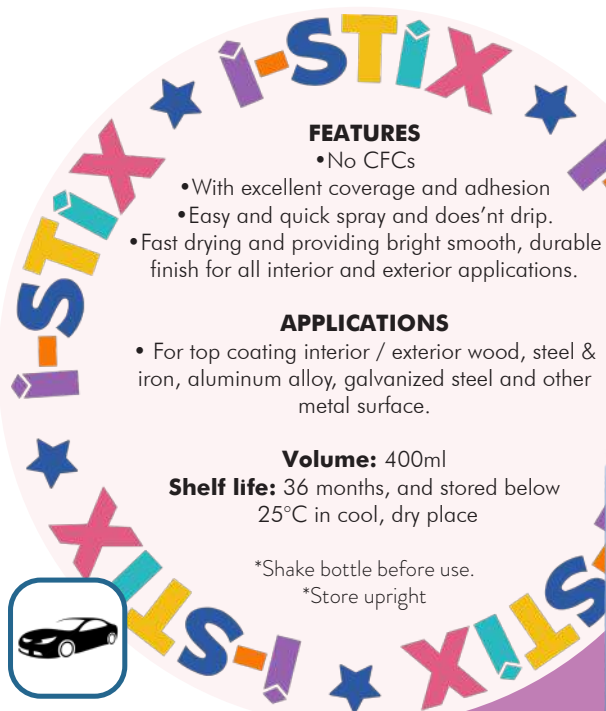 i-STiX
i-STiX
FEATURES
•No CFCs
•With excellent coverage and adhesion
•Easy and quick spray and does'nt drip.
•Fast drying and providing bright smooth, durable
finish for all interior and exterior applications.
APPLICATIONS
• For top coating interior / exterior wood, steel &
iron, aluminum alloy, galvanized steel and other
metal surface.
Volume: 400ml
Shelf life: 36 months, and stored below
25°C in cool, dry place
*Shake bottle before use.
*Store upright
i-STiX
STiX